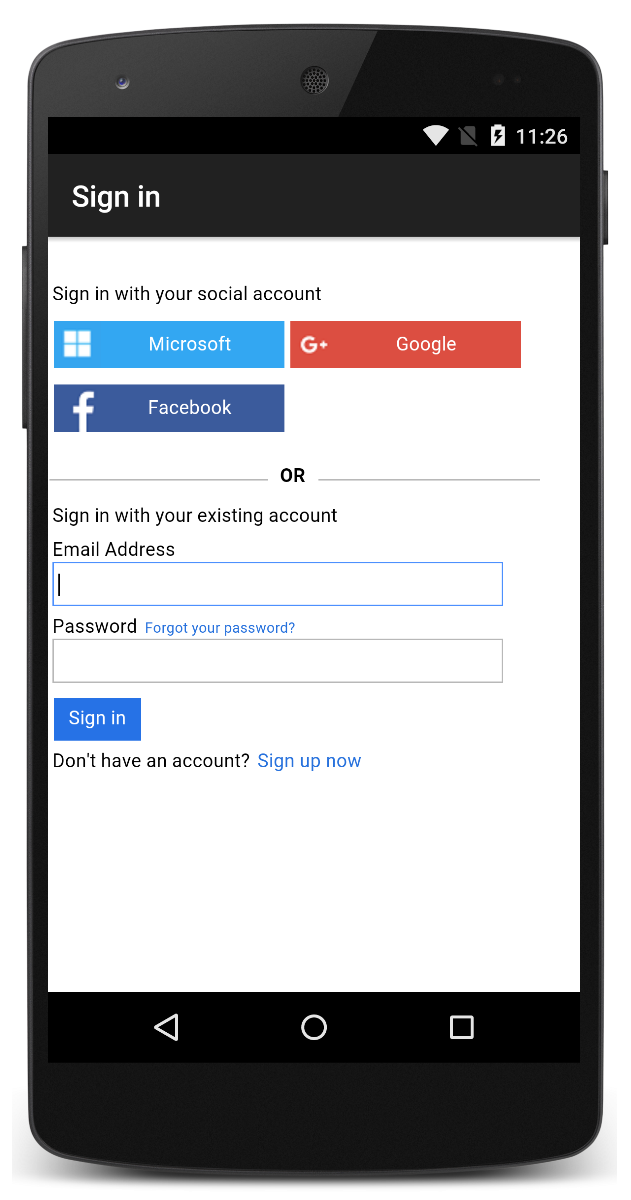 11:26
Sign in
Sign in with your social account
Microsoft
G+ Google
f Facebook
OR
Sign in with your existing account
Email Address
Password Forgot your password?
Sign in
Don't have an account? Sign up now